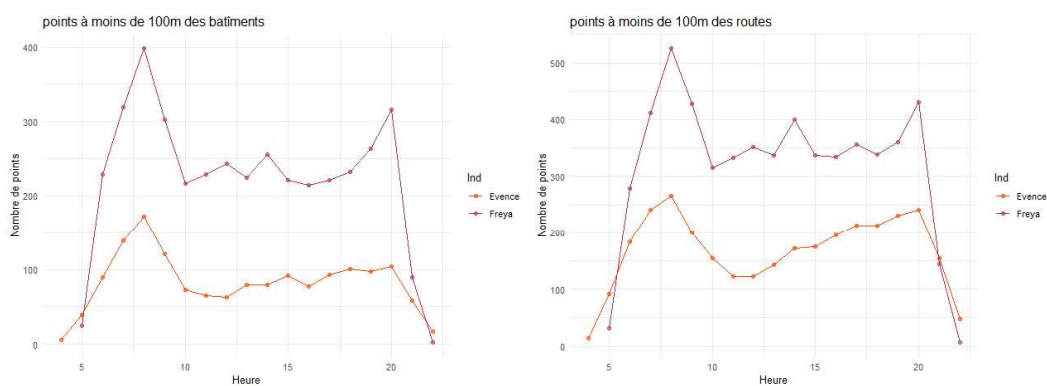 points à moins de 100m des batîments
400
300
200
100
0
Nombre de points
5
10
15
20
Heure
Ind
Evence
Freya
points à moins de 100m des routes
500
400
300
200
100
0
Nombre de points
5
10
15
20
Heure
Ind
Evence
Freya